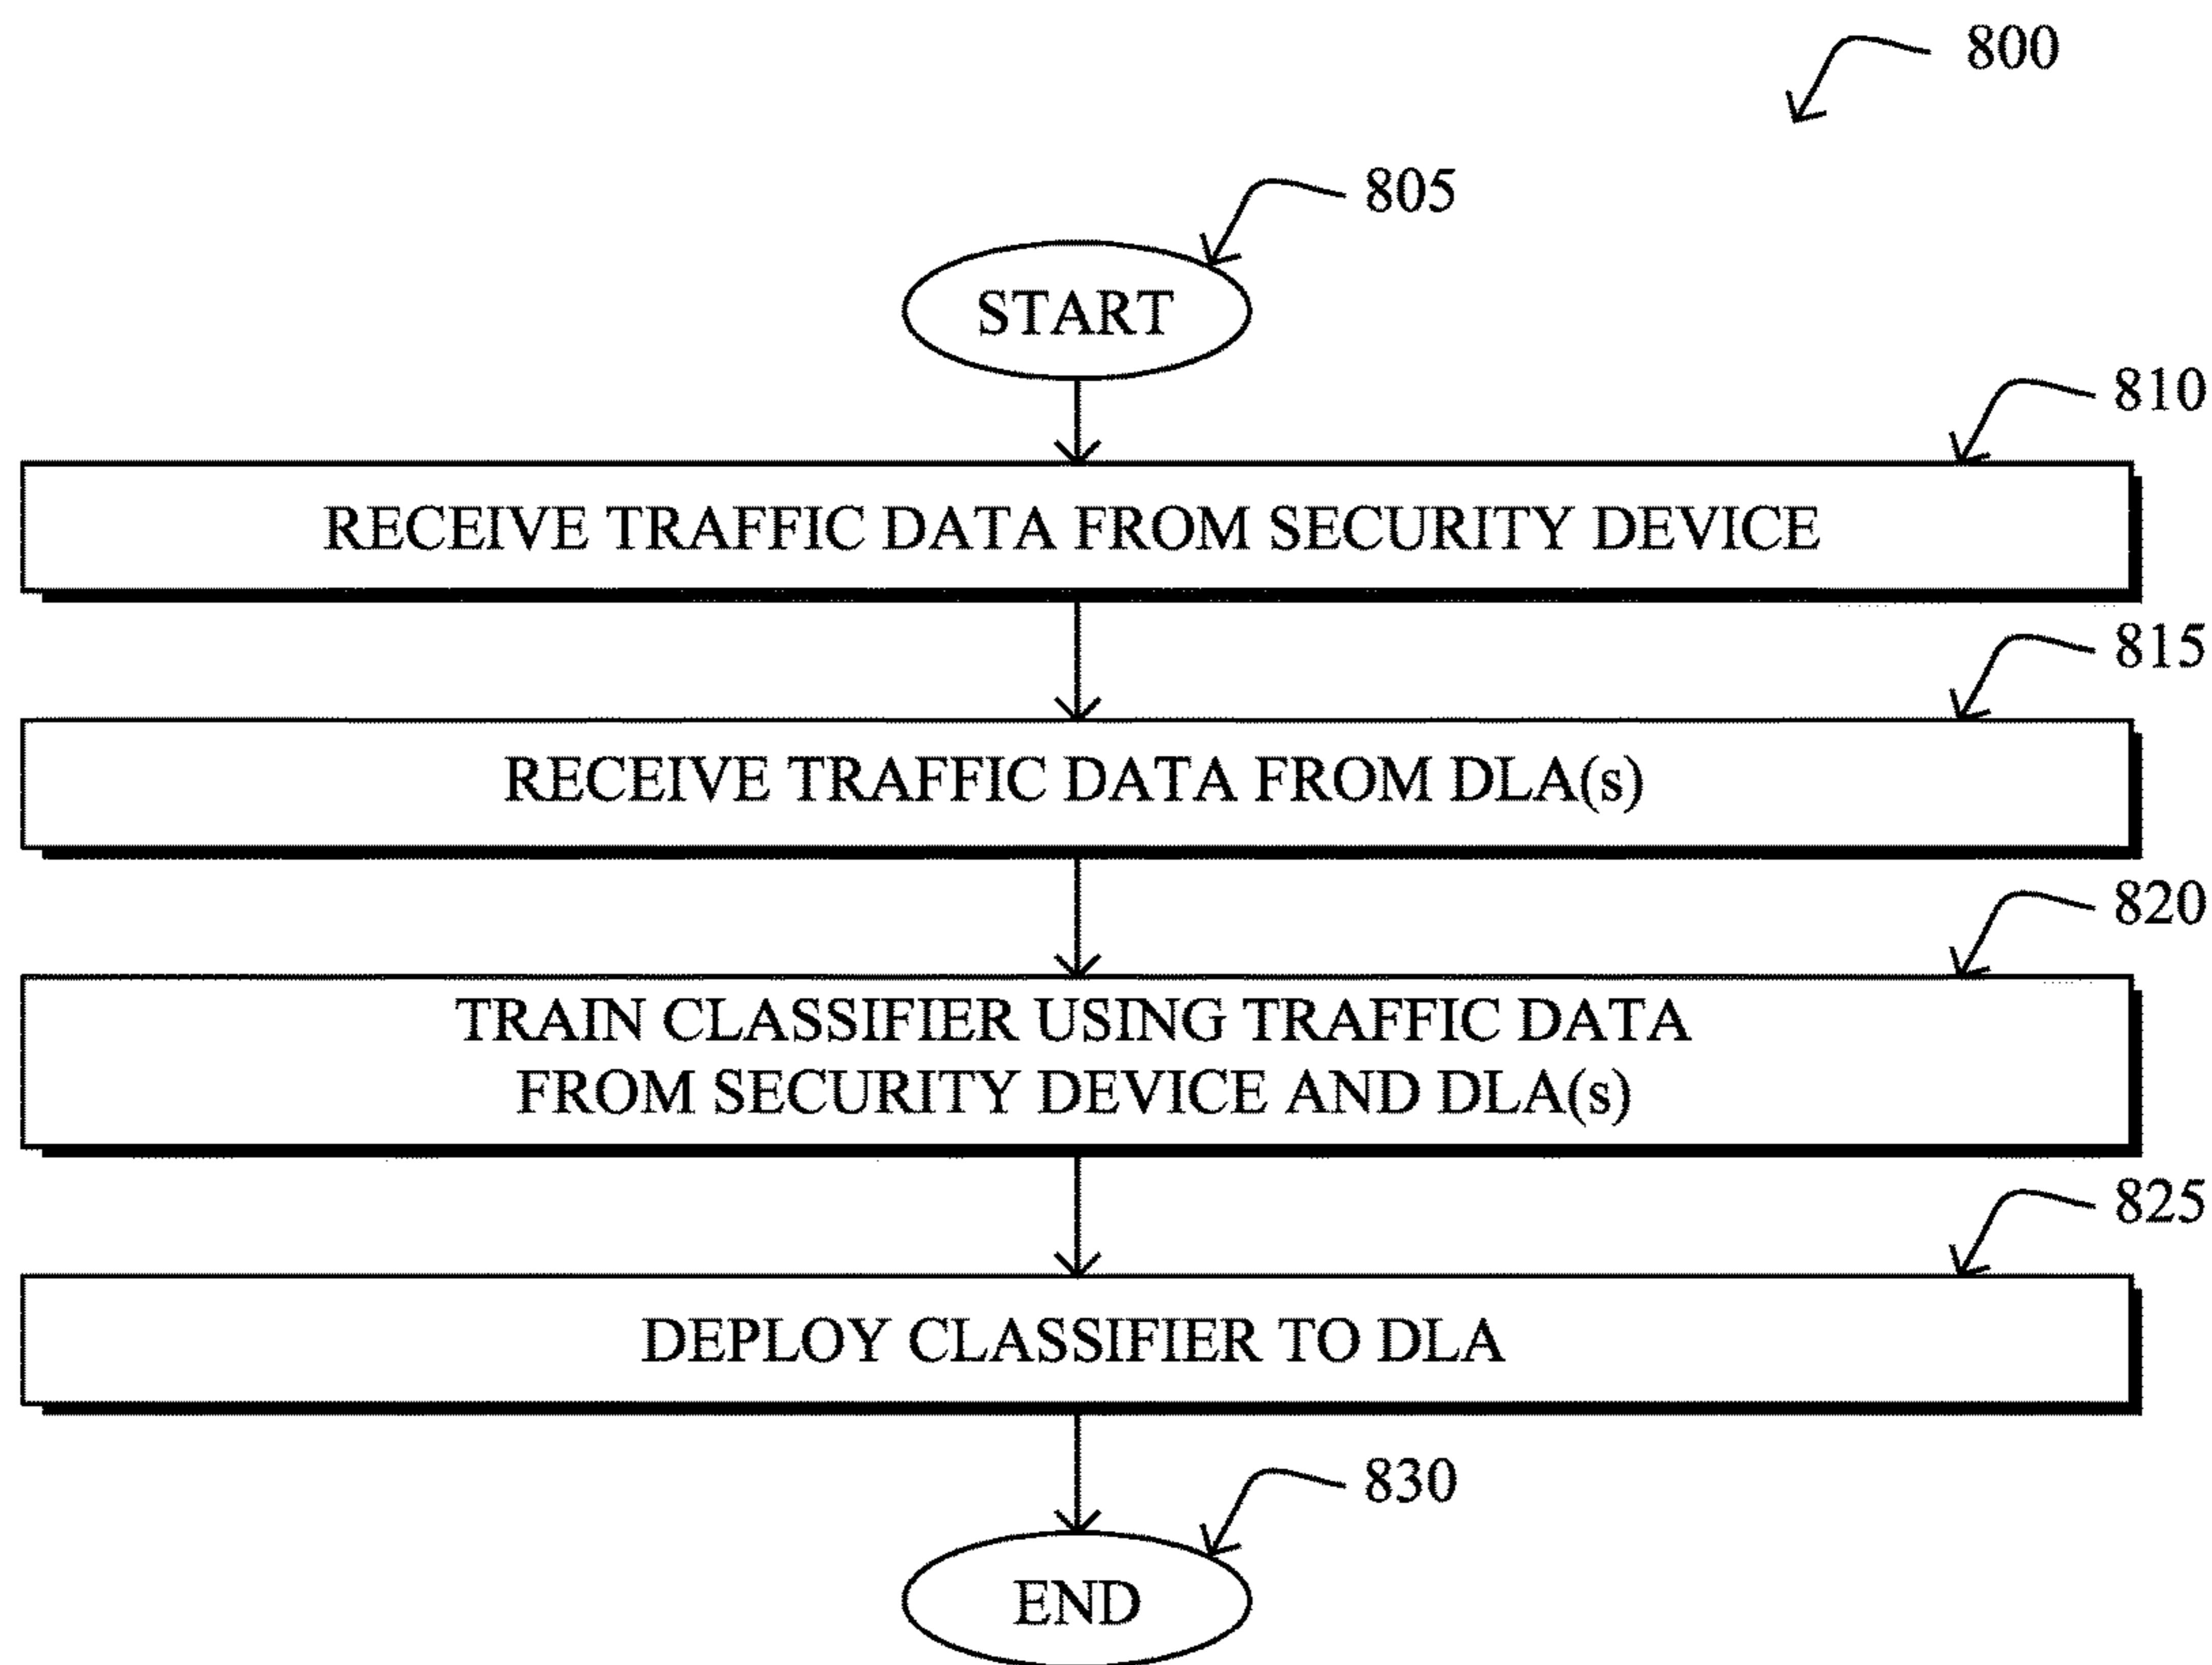 800
805
START
810
RECEIVE TRAFFIC DATA FROM SECURITY DEVICE
815
RECEIVE TRAFFIC DATA FROM DLA(s)
820
TRAIN CLASSIFIER USING TRAFFIC DATA
FROM SECURITY DEVICE AND DLA(s)
825
DEPLOY CLASSIFIER TO DLA
830
END